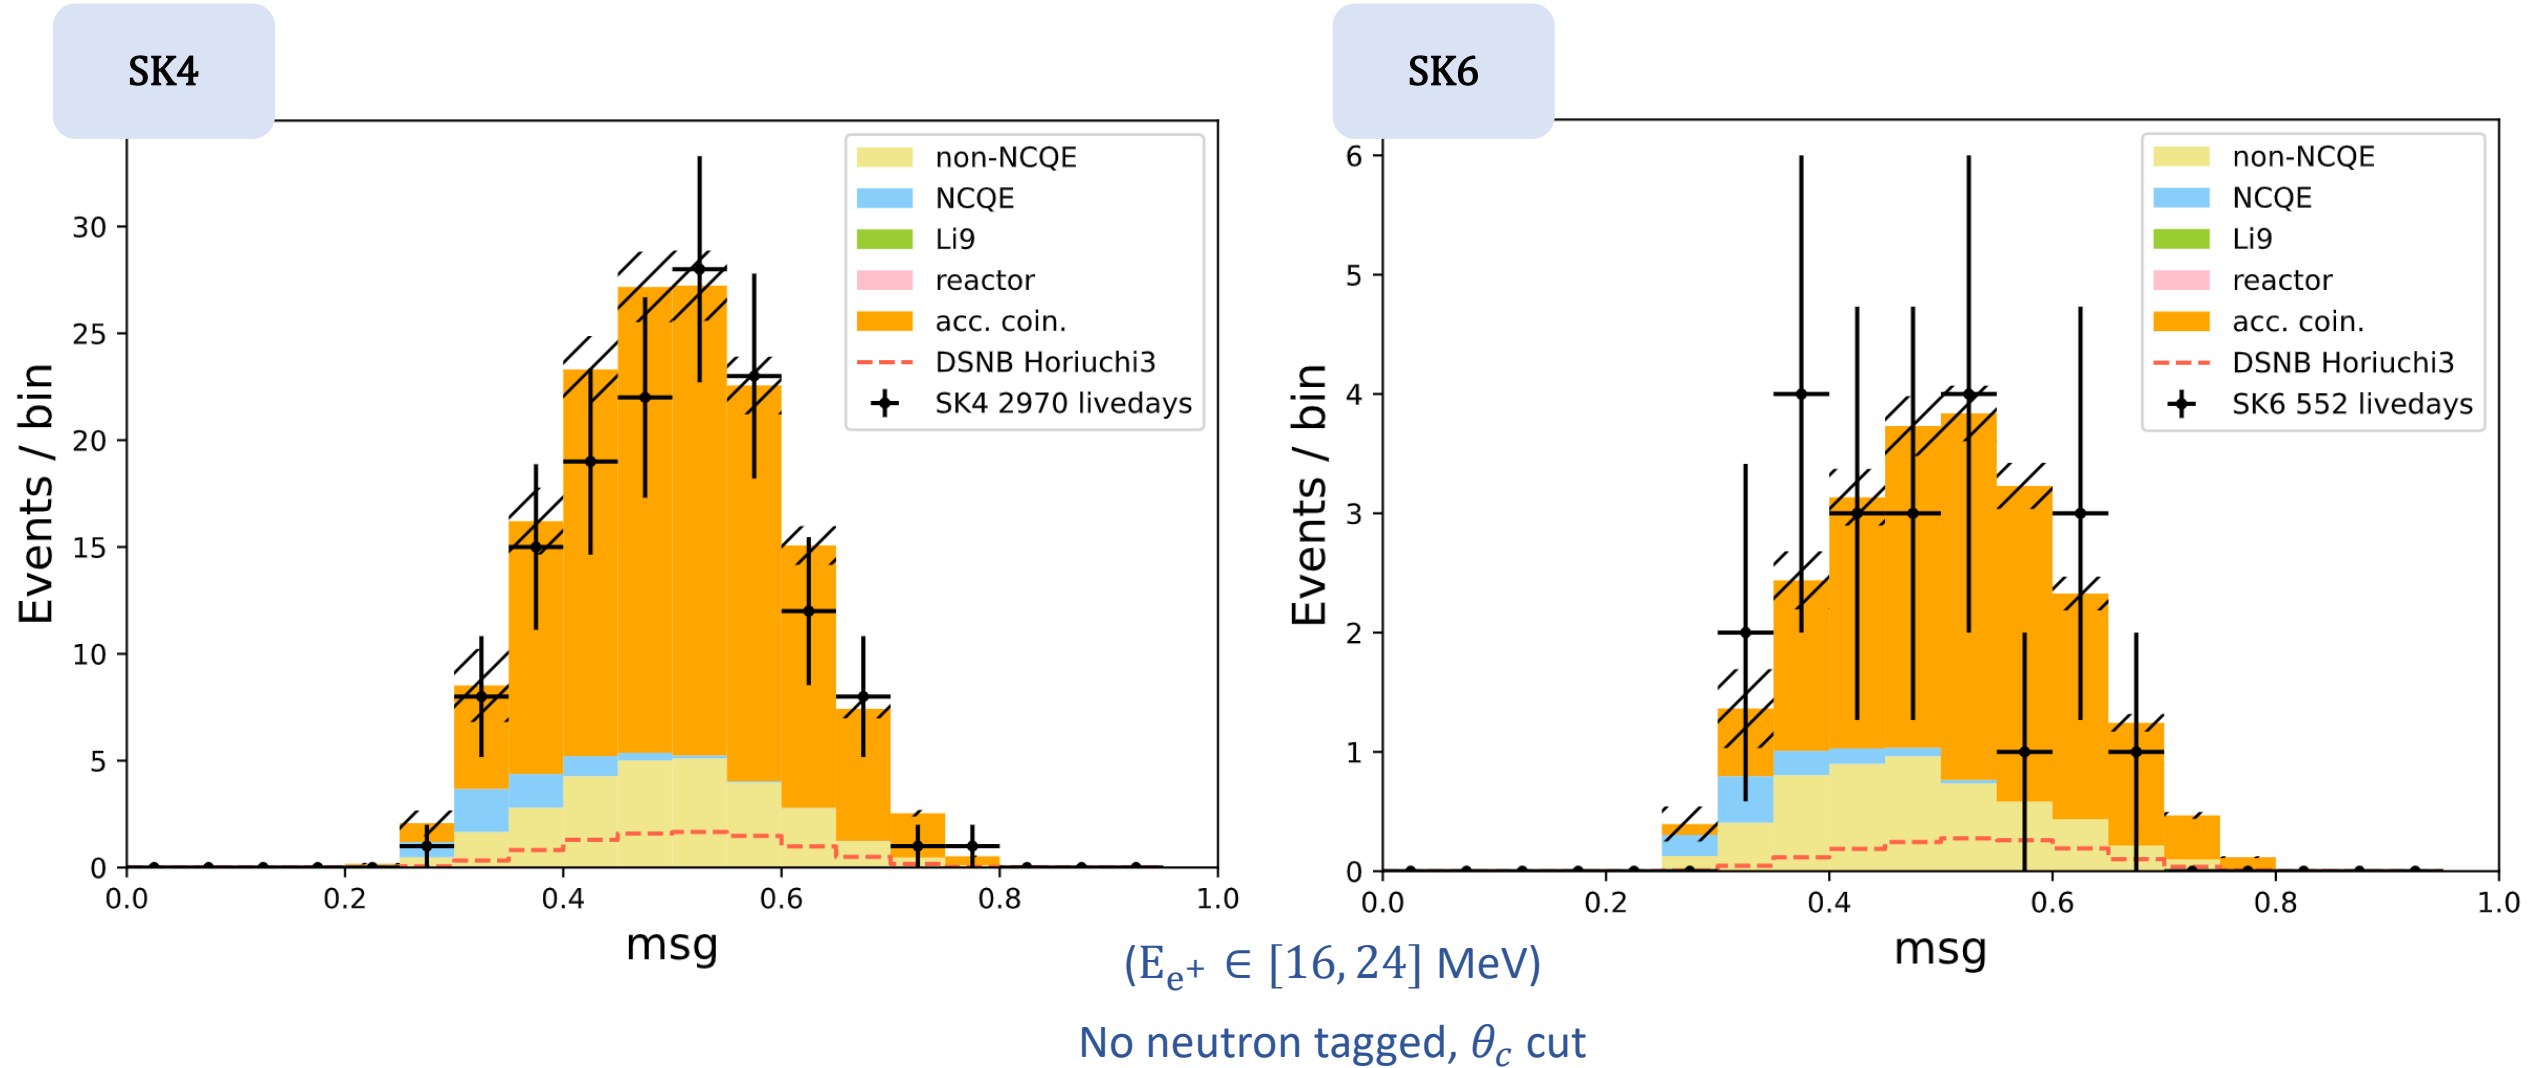 SK4
SK6
non-NCQE
NCQE
Li9
reactor
acc. coin.
DSNB Horiuchi3
SK4 2970 livedays
Events / bin
30
25
20
15
10
5
0
0.0 0.2 0.4 0.6 0.8 1.0
msg
non-NCQE
NCQE
Li9
reactor
acc. coin.
DSNB Horiuchi3
SK6 552 livedays
Events / bin
6
5
4
3
2
1
0
0.0 0.2 0.4 0.6 0.8 1.0
msg
(E_e⁺ ∈ [16, 24] MeV)
No neutron tagged, θ_c cut